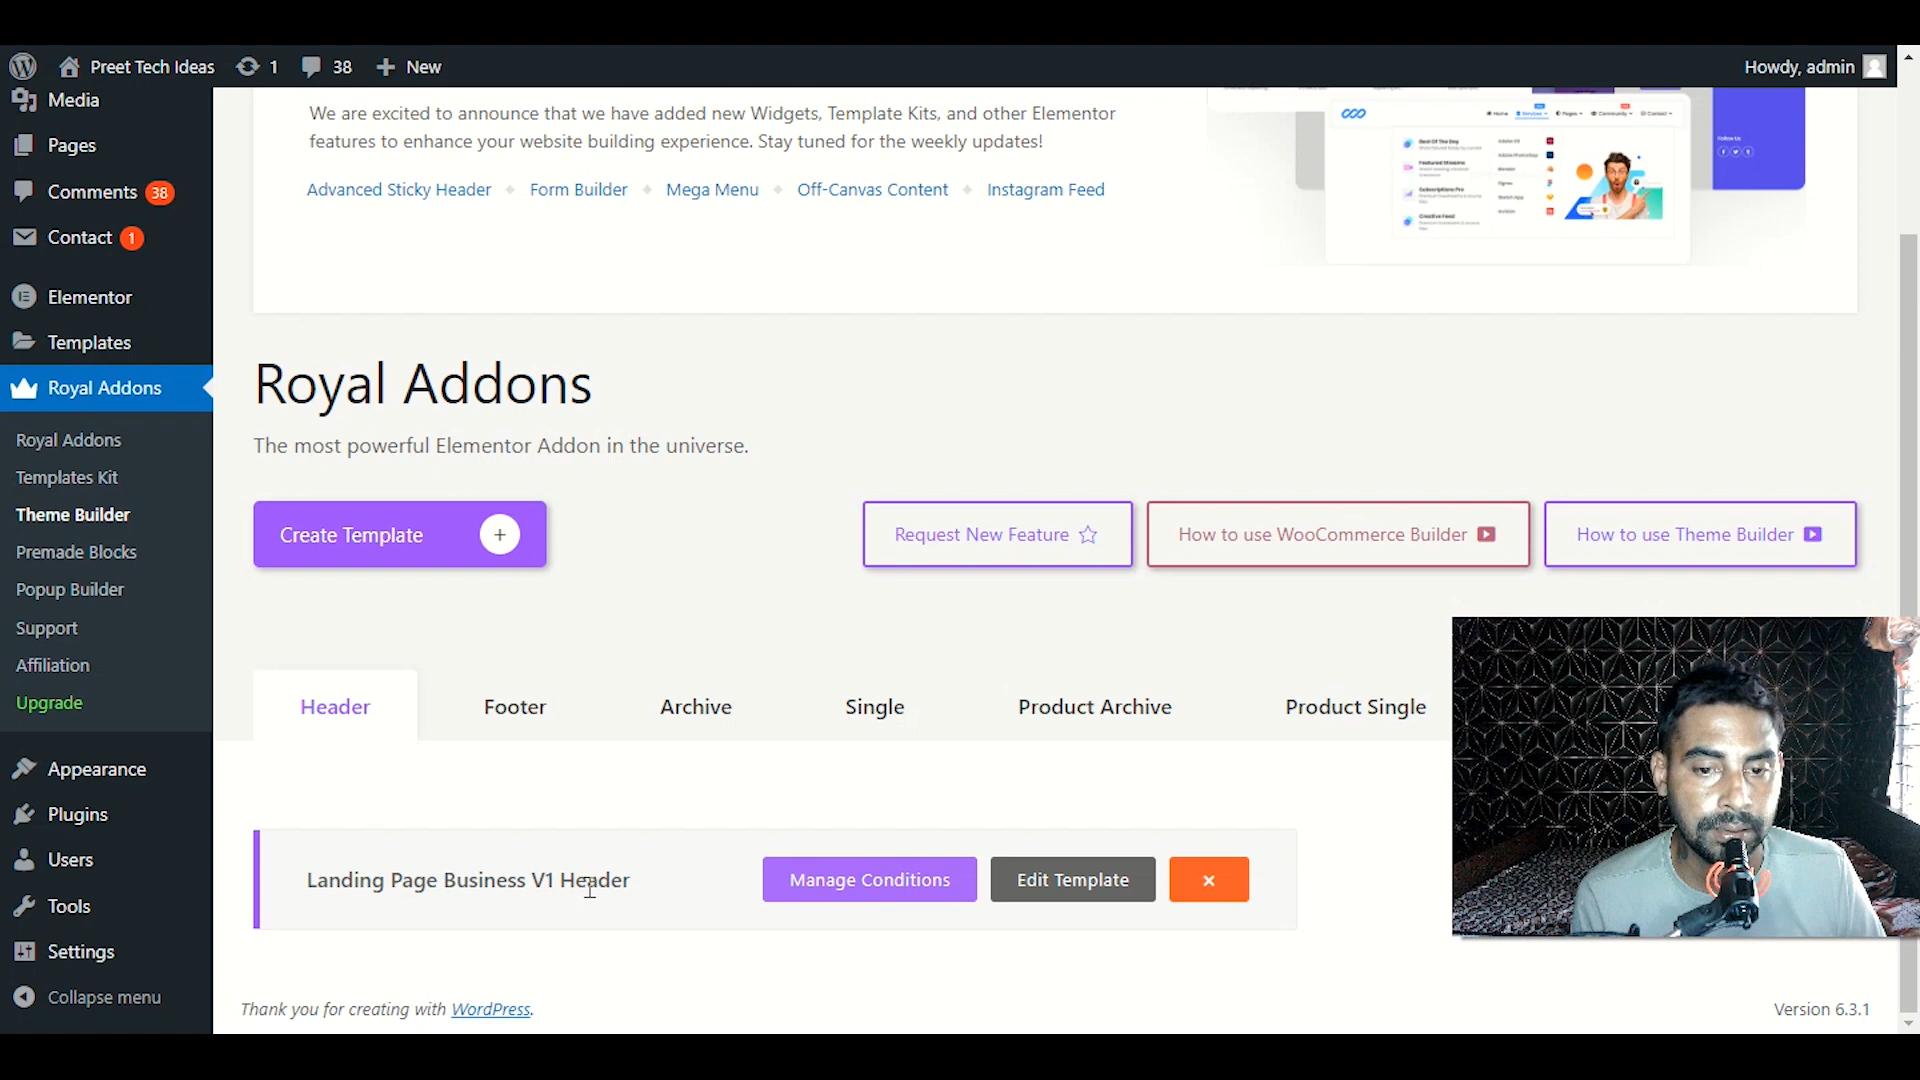 Preet Tech Ideas 1 38 New Howdy, admin
Media
Pages
Comments 38
Contact 1
Elementor
Templates
Royal Addons
Royal Addons
Templates Kit
Theme Builder
Premade Blocks
Popup Builder
Support
Affiliation
Upgrade
Appearance
Plugins
Users
Tools
Settings
Collapse menu
We are excited to announce that we have added new Widgets, Template Kits, and other Elementor
features to enhance your website building experience. Stay tuned for the weekly updates!
Advanced Sticky Header Form Builder Mega Menu Off-Canvas Content Instagram Feed
Royal Addons
The most powerful Elementor Addon in the universe.
Create Template +
Request New Feature
How to use WooCommerce Builder
How to use Theme Builder
Header Footer Archive Single Product Archive Product Single
Landing Page Business V1 Header Manage Conditions Edit Template ×
Thank you for creating with WordPress.
Version 6.3.1